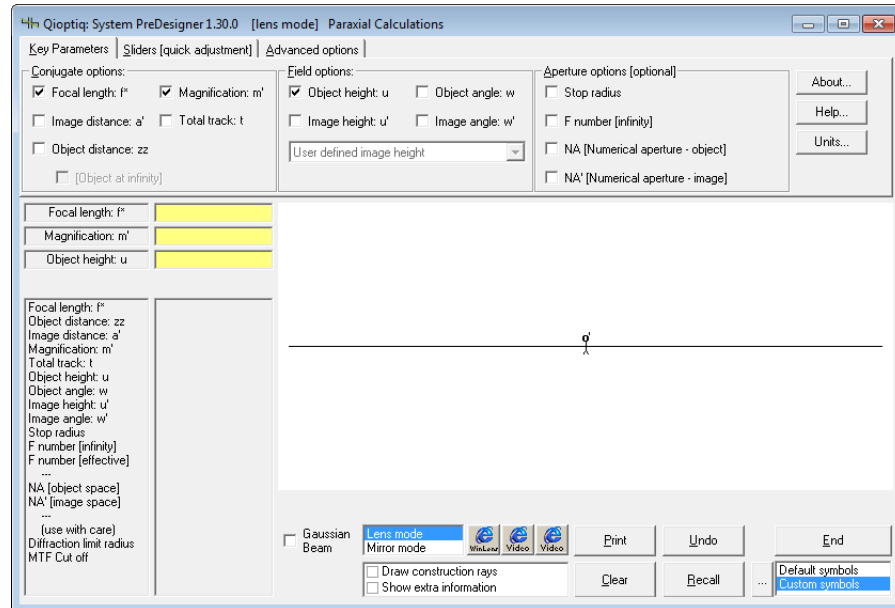 Qioptiq: System PreDesigner 1.30.0 [lens mode] Paraxial Calculations
Key Parameters
Sliders [quick adjustment]
Advanced options
Conjugate options:
Focal length: f*
Magnification: m'
Image distance: a'
Total track: t
Object distance: zz
[Object at infinity]
Field options:
Object height: u
Object angle: w
Image height: u'
Image angle: w'
User defined image height
Aperture options [optional]
Stop radius
F number [infinity]
NA [Numerical aperture - object]
NA' [Numerical aperture - image]
About...
Help...
Units...
Focal length: f*
Magnification: m'
Object height: u
Focal length: f*
Object distance: zz
Image distance: a'
Magnification: m'
Total track: t
Object height: u
Object angle: w
Image height: u'
Image angle: w'
Stop radius
F number [infinity]
F number [effective]
---
NA [object space]
NA' [image space]
---
(use with care)
Diffraction limit radius
MTF Cut off
o'
Gaussian
Beam
Lens mode
Mirror mode
WinLens
Video
Video
Print
Undo
End
Draw construction rays
Show extra information
Clear
Recall
...
Default symbols
Custom symbols